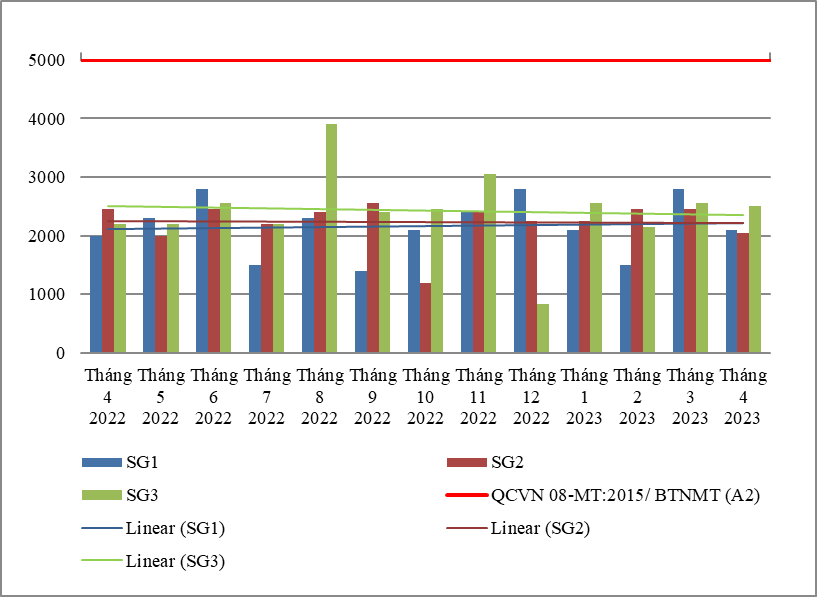 5000
4000
3000
2000
1000
0
Tháng Tháng Tháng Tháng Tháng Tháng Tháng Tháng Tháng Tháng Tháng Tháng Tháng
4 5 6 7 8 9 10 11 12 1 2 3 4
2022 2022 2022 2022 2022 2022 2022 2022 2022 2023 2023 2023 2023
SG1 SG2
SG3 QCVN 08-MT:2015/ BTNMT (A2)
Linear (SG1) Linear (SG2)
Linear (SG3)